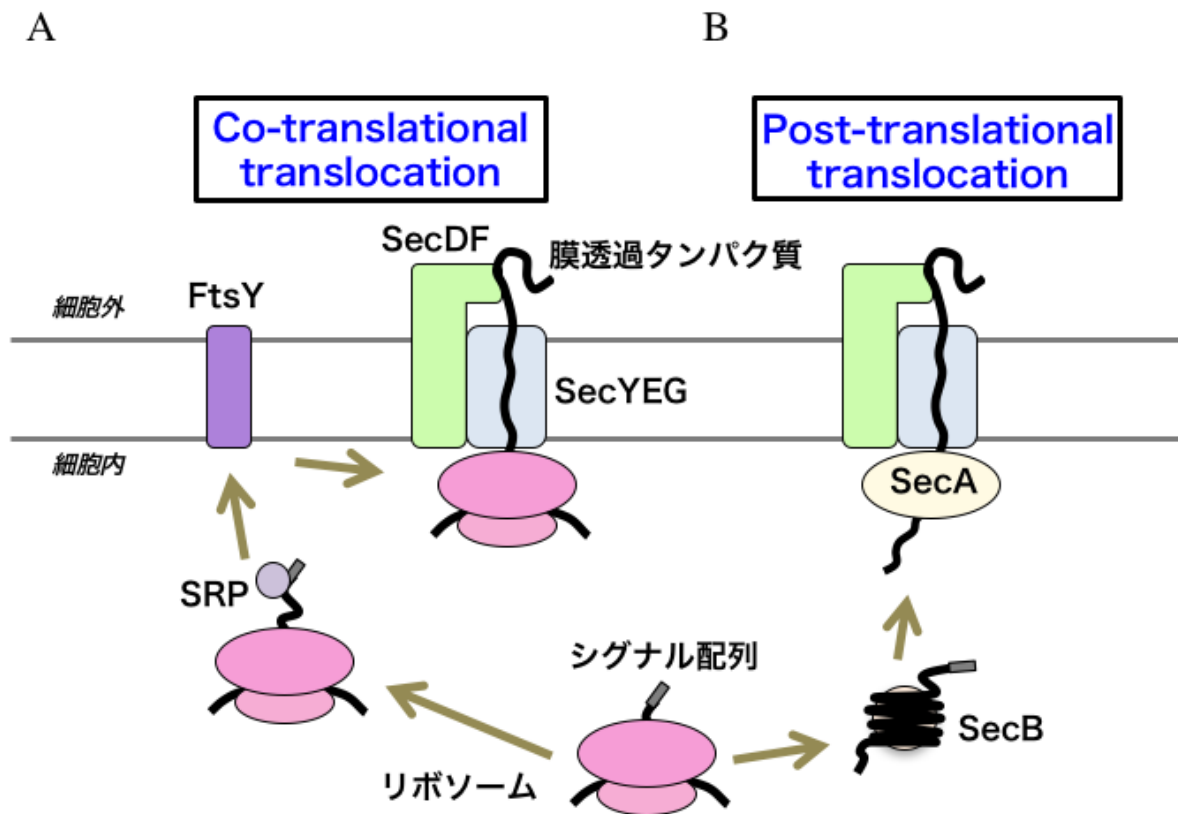 A
B
Co-translational
translocation
Post-translational
translocation
SecDF
膜透過タンパク質
FtsY
細胞外
SecYEG
細胞内
SecA
SRP
シグナル配列
SecB
リボソーム